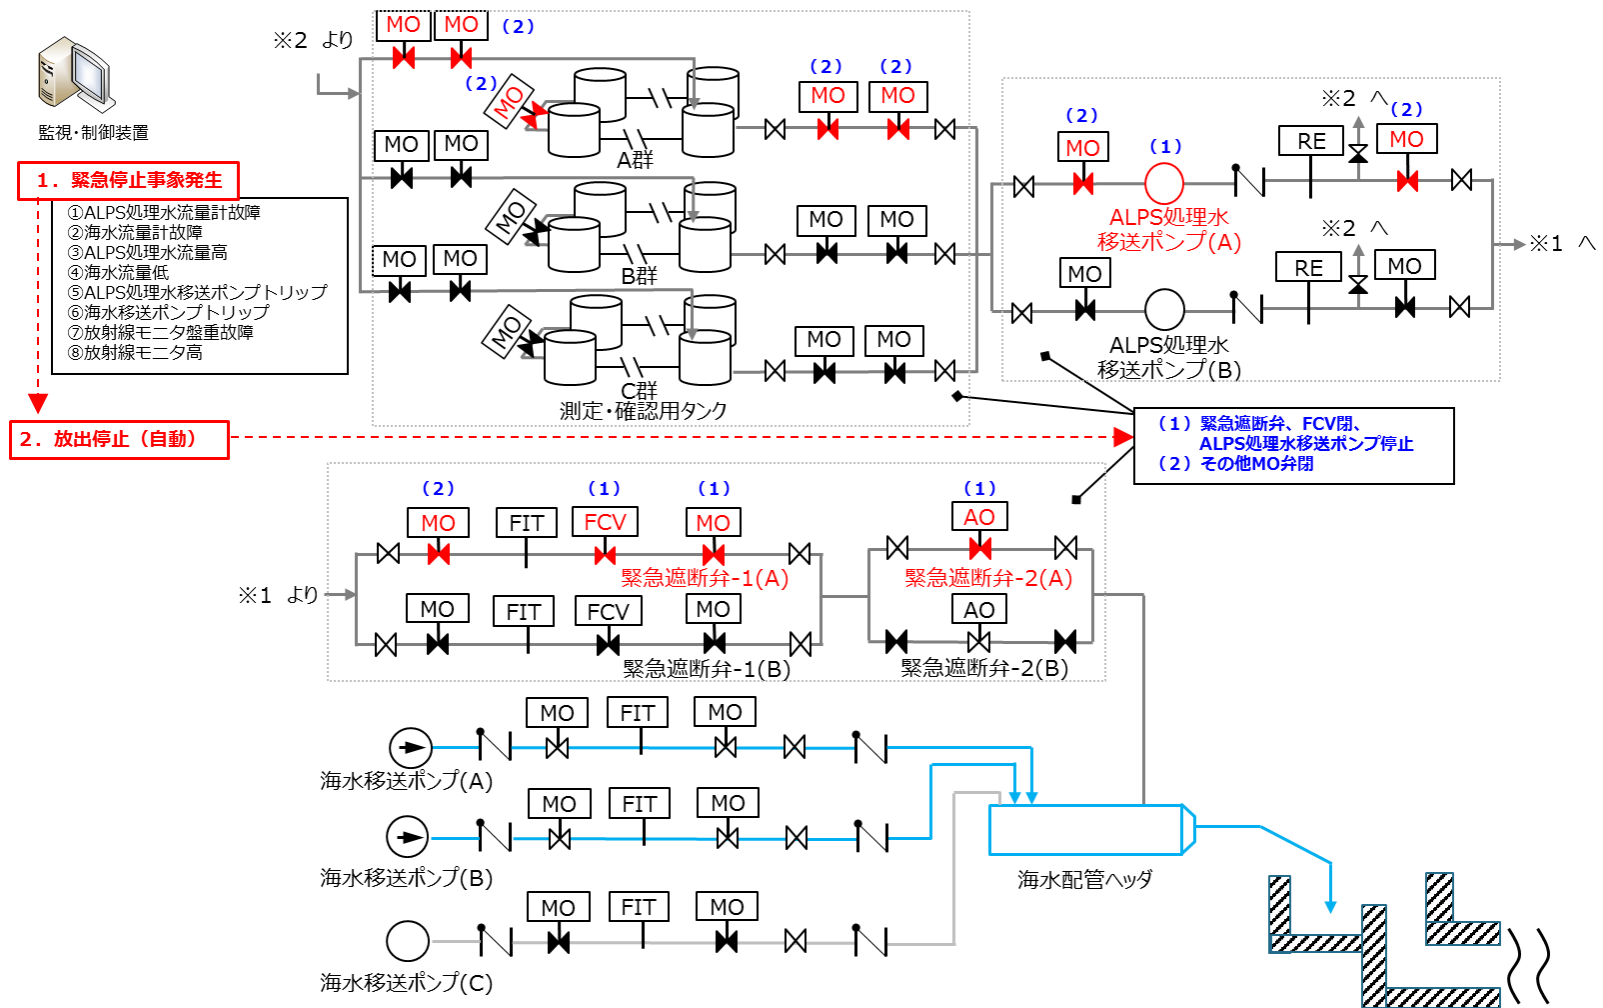 監視・制御装置
1. 緊急停止事象発生
①ALPS処理水流量計故障
②海水流量計故障
③ALPS処理水流量高
④海水流量低
⑤ALPS処理水移送ポンプトリップ
⑥海水移送ポンプトリップ
⑦放射線モニタ盤重故障
⑧放射線モニタ高
2. 放出停止（自動）
※2 より
MO MO （2）
（2） MO
A群
（2） （2）
MO MO
MO MO
MO
B群
MO MO
MO MO
MO
C群
MO MO
測定・確認用タンク
（2） （1） ※2 へ （2）
MO RE MO
ALPS処理水
移送ポンプ(A)
※2 へ
MO RE MO
ALPS処理水
移送ポンプ(B)
※1 へ
（1）緊急遮断弁、FCV閉、
ALPS処理水移送ポンプ停止
（2）その他MO弁閉
※1 より
（2） （1） （1） （1）
MO FIT FCV MO AO
緊急遮断弁-1(A) 緊急遮断弁-2(A)
MO FIT FCV MO AO
緊急遮断弁-1(B) 緊急遮断弁-2(B)
MO FIT MO
海水移送ポンプ(A)
MO FIT MO
海水移送ポンプ(B)
海水配管ヘッダ
MO FIT MO
海水移送ポンプ(C)